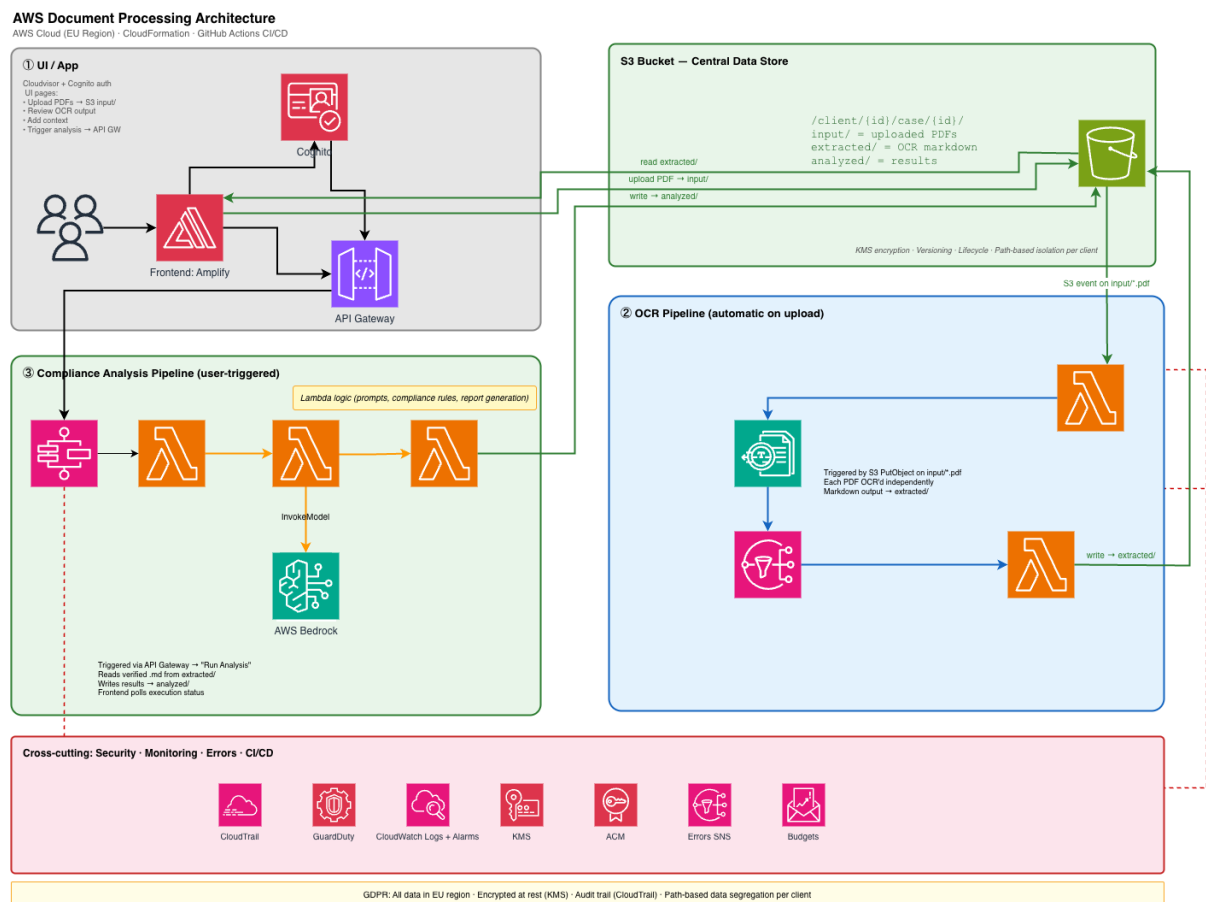 AWS Document Processing Architecture
AWS Cloud (EU Region) · CloudFormation · GitHub Actions CI/CD
① UI / App
Cloudvisor + Cognito auth
UI pages:
• Upload PDFs → S3 input/
• Review OCR output
• Add context
• Trigger analysis → API GW
Cognito
Frontend: Amplify
API Gateway
S3 Bucket — Central Data Store
/client/{id}/case/{id}/
input/ = uploaded PDFs
extracted/ = OCR markdown
analyzed/ = results
read extracted/
upload PDF → input/
write → analyzed/
KMS encryption · Versioning · Lifecycle · Path-based isolation per client
S3 event on input/*.pdf
② OCR Pipeline (automatic on upload)
Triggered by S3 PutObject on input/*.pdf
Each PDF OCR'd independently
Markdown output → extracted/
write → extracted/
③ Compliance Analysis Pipeline (user-triggered)
Lambda logic (prompts, compliance rules, report generation)
InvokeModel
AWS Bedrock
Triggered via API Gateway → "Run Analysis"
Reads verified .md from extracted/
Writes results → analyzed/
Frontend polls execution status
Cross-cutting: Security · Monitoring · Errors · CI/CD
CloudTrail
GuardDuty
CloudWatch Logs + Alarms
KMS
ACM
Errors SNS
Budgets
GDPR: All data in EU region · Encrypted at rest (KMS) · Audit trail (CloudTrail) · Path-based data segregation per client